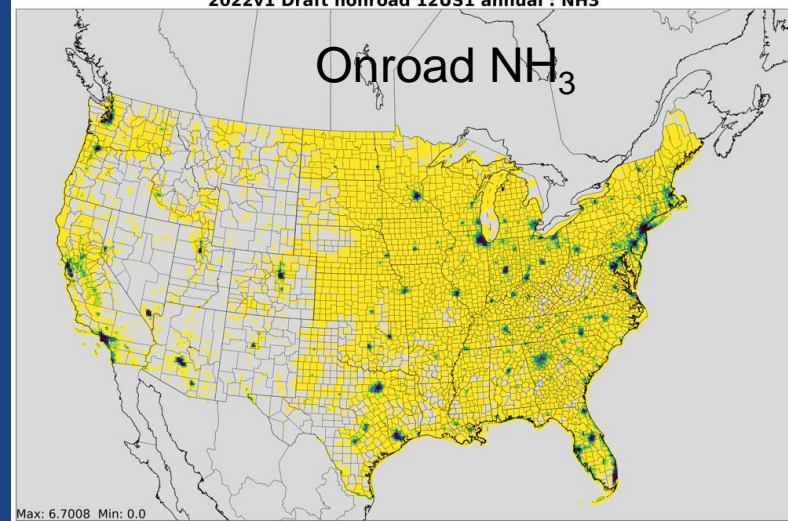 2022v1 Draft nonroad 12US1 annual : NH3
Onroad NH₃
Max: 6.7008 Min: 0.0